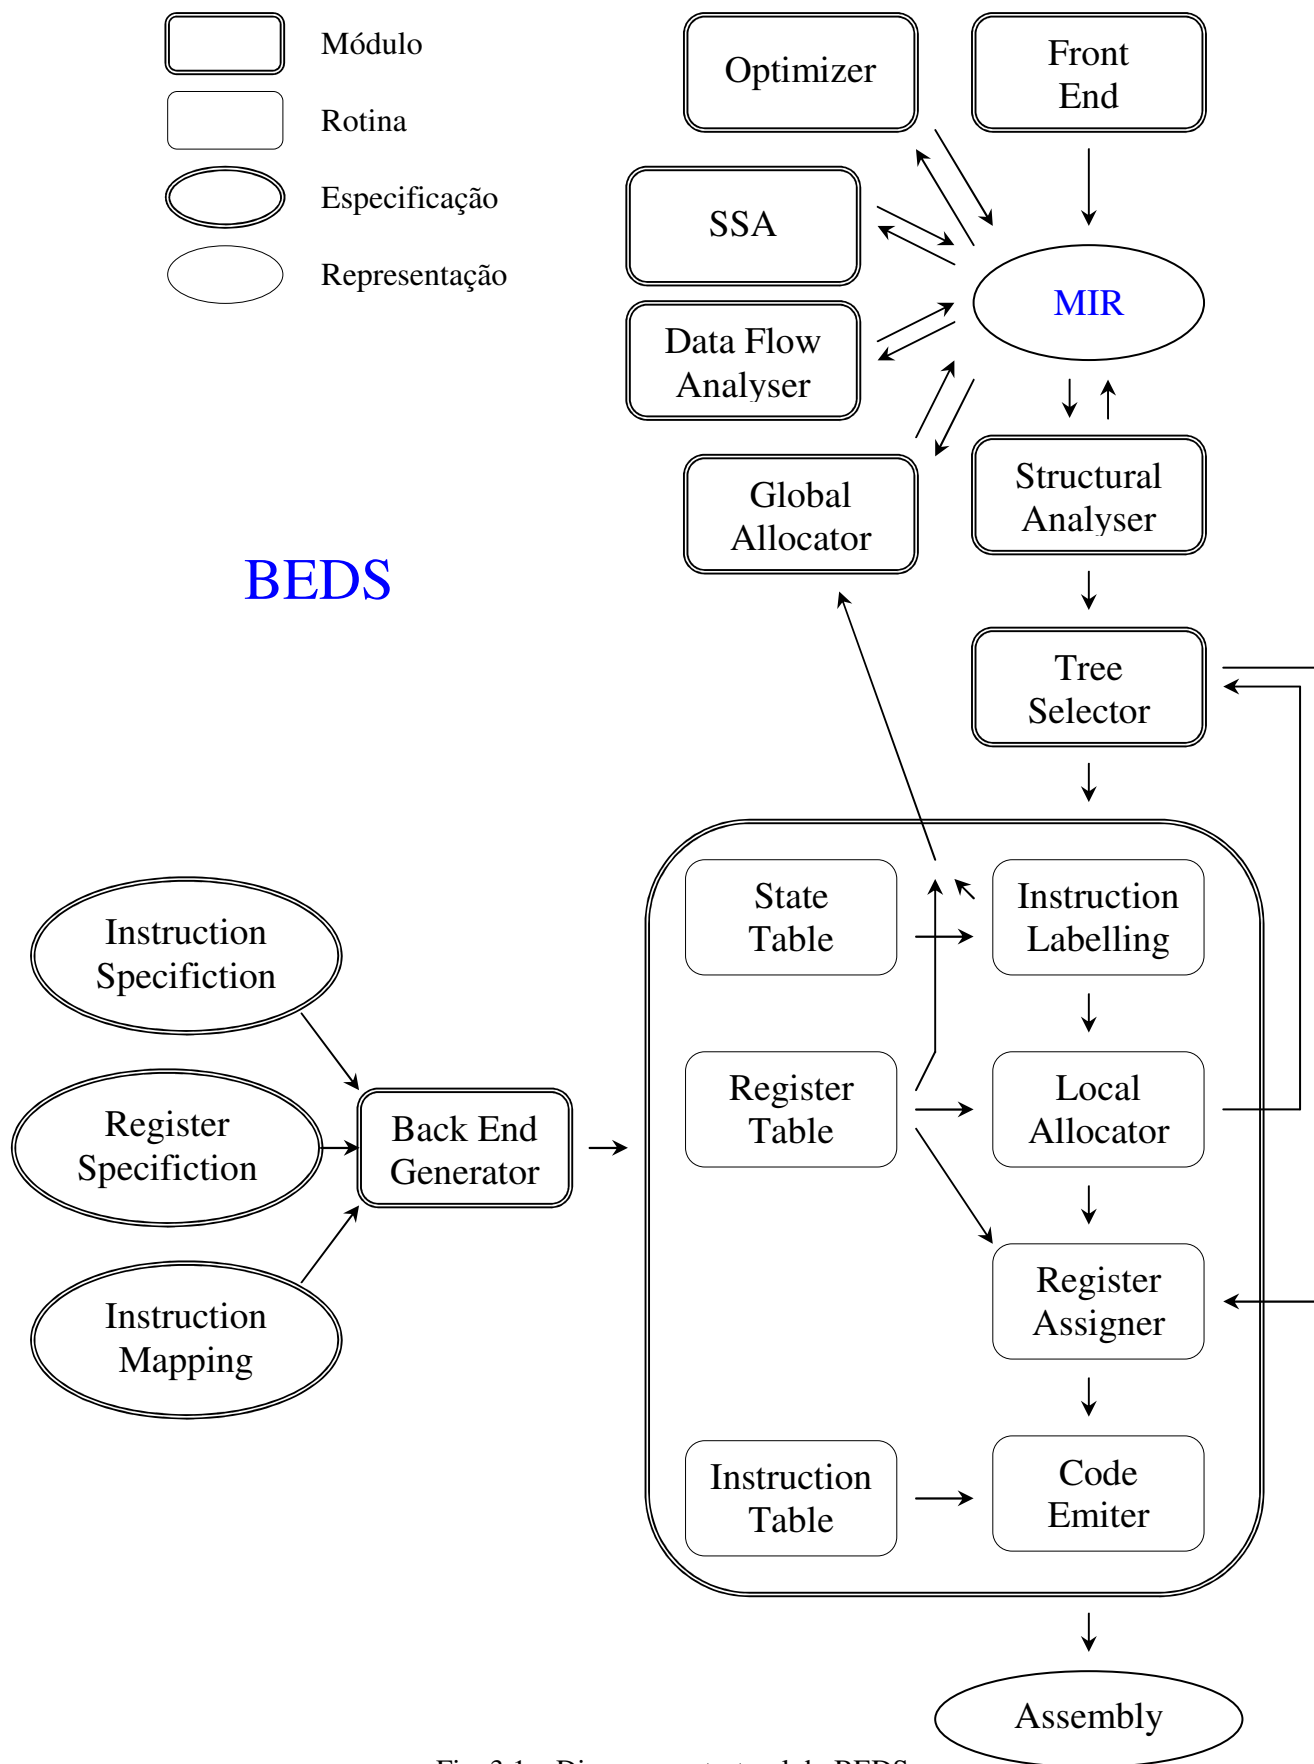 Módulo
Rotina
Especificação
Representação
Optimizer
Front
End
SSA
MIR
Data Flow
Analyser
Structural
Analyser
Global
Allocator
BEDS
Tree
Selector
State
Table
Instruction
Labelling
Instruction
Specifiction
Register
Table
Local
Allocator
Register
Specifiction
Back End
Generator
Register
Assigner
Instruction
Mapping
Instruction
Table
Code
Emiter
Assembly